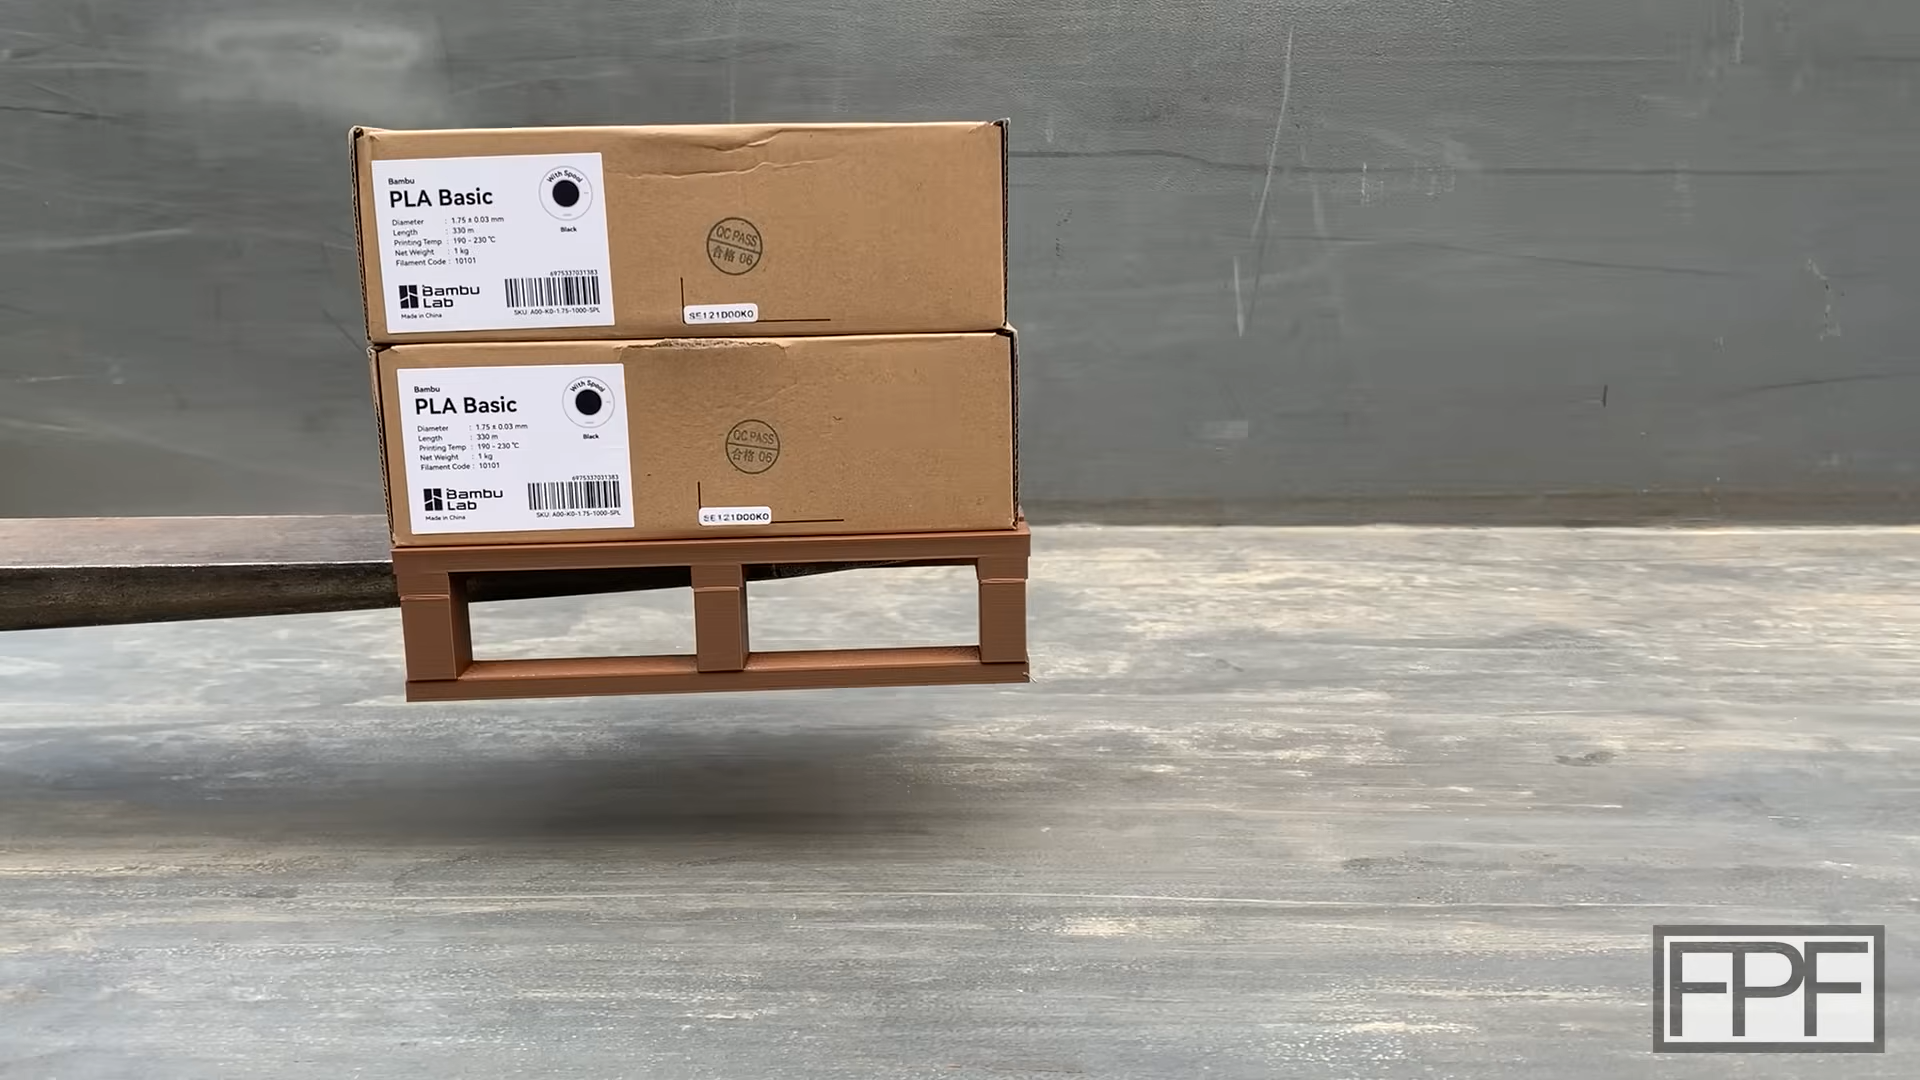 Bambu
PLA Basic
With Spool
Black
Diameter : 1.75 ± 0.03 mm
Length : 330 m
Printing Temp : 190 - 230 ℃
Net Weight : 1 kg
Filament Code : 10101
Bambu
Lab
Made in China
6975337031383
SKU: A00-K0-1.75-1000-SPL
QC PASS
合格 06
SE121D00K0
Bambu
PLA Basic
With Spool
Black
Diameter : 1.75 ± 0.03 mm
Length : 330 m
Printing Temp : 190 - 230 ℃
Net Weight : 1 kg
Filament Code : 10101
Bambu
Lab
Made in China
6975337031383
SKU: A00-K0-1.75-1000-SPL
QC PASS
合格 06
SE121D00K0
FPF